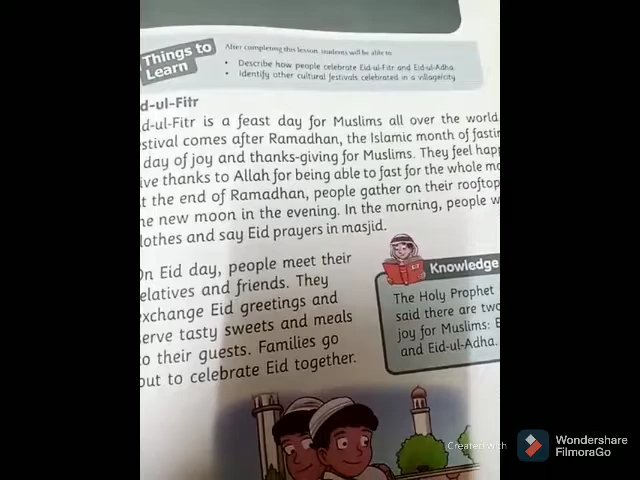 Things to
Learn
After completing this lesson, students will be able to
• Describe how people celebrate Eid-ul-Fitr and Eid-ul-Adha.
• Identify other cultural festivals celebrated in a village/city
d-ul-Fitr
d-ul-Fitr is a feast day for Muslims all over the world
stival comes after Ramadhan, the Islamic month of fastin
day of joy and thanks-giving for Muslims. They feel hap
ive thanks to Allah for being able to fast for the whole mo
t the end of Ramadhan, people gather on their rooftop
he new moon in the evening. In the morning, people w
lothes and say Eid prayers in masjid.
On Eid day, people meet their
elatives and friends. They
exchange Eid greetings and
erve tasty sweets and meals
o their guests. Families go
out to celebrate Eid together.
Knowledge
The Holy Prophet
said there are two
joy for Muslims: E
and Eid-ul-Adha.
Created with
Wondershare
FilmoraGo